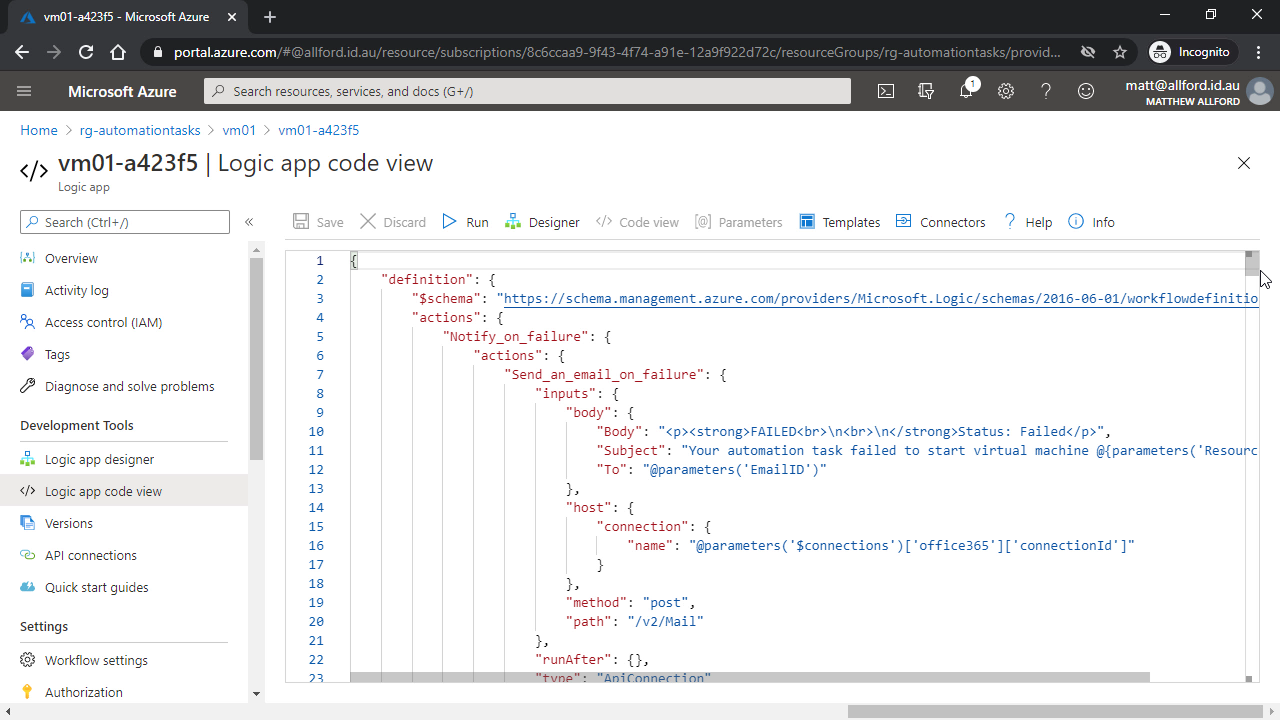 vm01-a423f5 - Microsoft Azure
portal.azure.com/#@allford.id.au/resource/subscriptions/8c6ccaa9-9f43-4f74-a91e-12a9f922d72c/resourceGroups/rg-automationtasks/provid...
Incognito
Microsoft Azure
Search resources, services, and docs (G+/)
1
matt@allford.id.au
MATTHEW ALLFORD
Home > rg-automationtasks > vm01 > vm01-a423f5
vm01-a423f5 | Logic app code view
Logic app
Search (Ctrl+/)
Save
Discard
Run
Designer
Code view
Parameters
Templates
Connectors
Help
Info
Overview
Activity log
Access control (IAM)
Tags
Diagnose and solve problems
Development Tools
Logic app designer
Logic app code view
Versions
API connections
Quick start guides
Settings
Workflow settings
Authorization
1 {
2 "definition": {
3 "$schema": "https://schema.management.azure.com/providers/Microsoft.Logic/schemas/2016-06-01/workflowdefinitio
4 "actions": {
5 "Notify_on_failure": {
6 "actions": {
7 "Send_an_email_on_failure": {
8 "inputs": {
9 "body": {
10 "Body": "<p><strong>FAILED<br>\n<br>\n</strong>Status: Failed</p>",
11 "Subject": "Your automation task failed to start virtual machine @{parameters('Resourc
12 "To": "@parameters('EmailID')"
13 },
14 "host": {
15 "connection": {
16 "name": "@parameters('$connections')['office365']['connectionId']"
17 }
18 },
19 "method": "post",
20 "path": "/v2/Mail"
21 },
22 "runAfter": {},
23 "type": "ApiConnection"